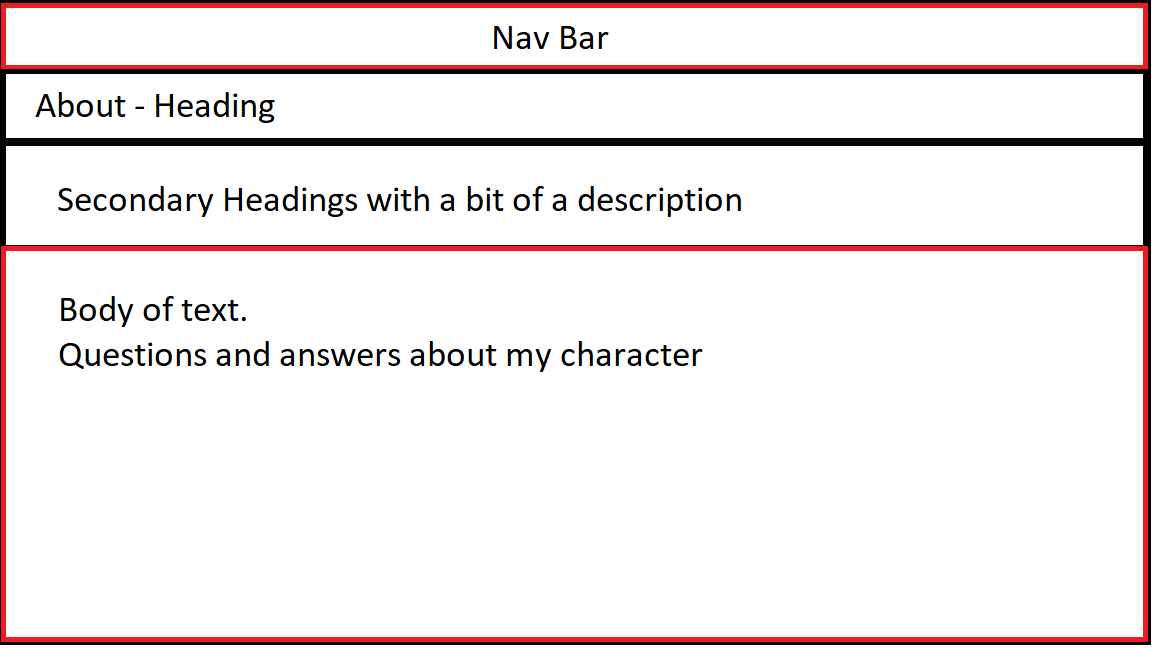 Nav Bar
About - Heading
Secondary Headings with a bit of a description
Body of text.
Questions and answers about my character